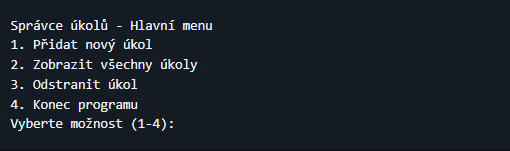 Správce úkolů - Hlavní menu
1. Přidat nový úkol
2. Zobrazit všechny úkoly
3. Odstranit úkol
4. Konec programu
Vyberte možnost (1-4):